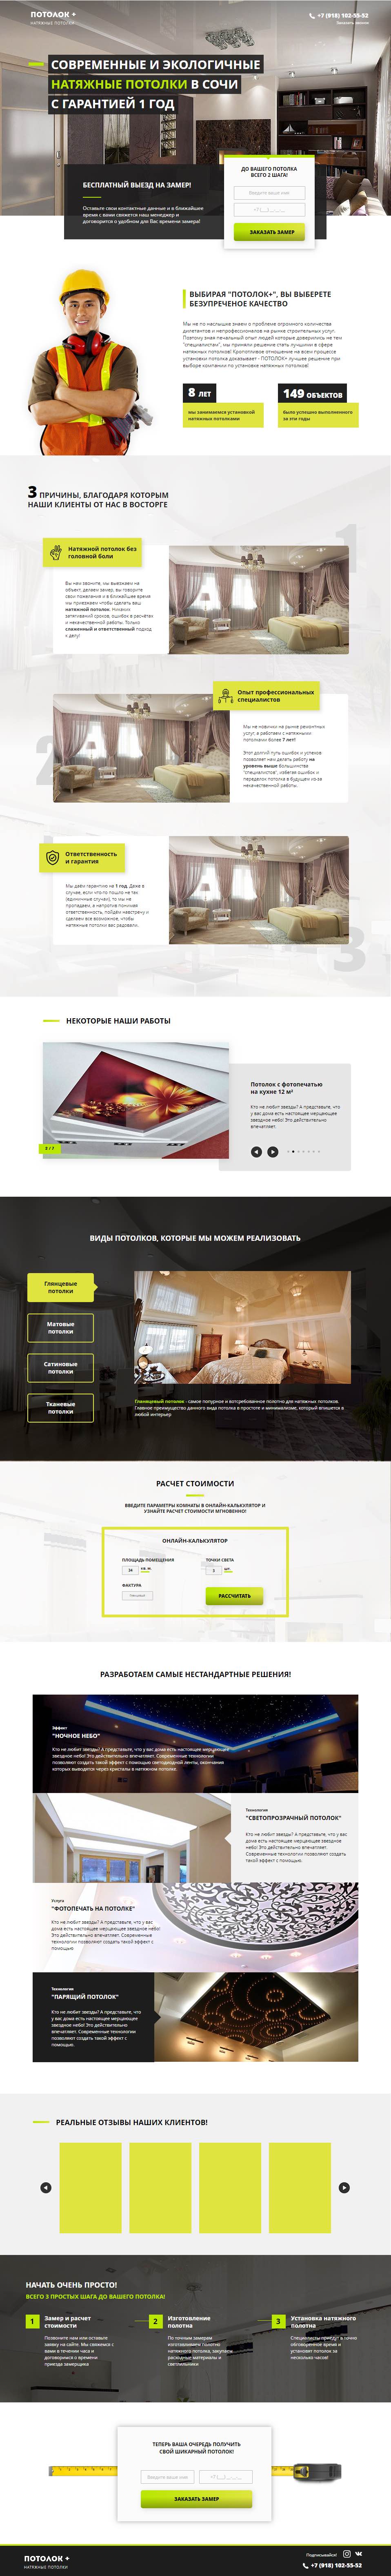 ПОТОЛОК +
НАТЯЖНЫЕ ПОТОЛКИ
+7 (918) 102-55-52
Заказать звонок
СОВРЕМЕННЫЕ И ЭКОЛОГИЧНЫЕ
НАТЯЖНЫЕ ПОТОЛКИ В СОЧИ
С ГАРАНТИЕЙ 1 ГОД
БЕСПЛАТНЫЙ ВЫЕЗД НА ЗАМЕР!
Оставьте свои контактные данные и в ближайшее
время с вами свяжется наш менеджер и
договорится о удобном для Вас времени замера!
ДО ВАШЕГО ПОТОЛКА
ВСЕГО 2 ШАГА!
Введите ваше имя
+7 (__) __-__-__
ЗАКАЗАТЬ ЗАМЕР
ВЫБИРАЯ "ПОТОЛОК+", ВЫ ВЫБЕРЕТЕ
БЕЗУПРЕЧНОЕ КАЧЕСТВО
Мы не по наслышке знаем о проблеме огромного количества
дилетантов и непрофессионалов на рынке строительных услуг.
Поэтому зная печальный опыт людей которые доверились не тем
"специалистам", мы приняли решение стать лучшими в сфере
натяжных потолков! Кропотливое отношение на всем процессе
установки потолков доказывает - ПОТОЛОК+ лучшее решение при
выборе компании по установке натяжных потолков!
8 ЛЕТ
мы занимаемся установкой
натяжных потолками
149 ОБЪЕКТОВ
было успешно выполненного
за эти годы
3 ПРИЧИНЫ, БЛАГОДАРЯ КОТОРЫМ
НАШИ КЛИЕНТЫ ОТ НАС В ВОСТОРГЕ
1
Натяжной потолок без
головной боли
Вы нам звоните, мы выезжаем на
объект, делаем замер, вы говорите
свои пожелания и в ближайшее время
мы приезжаем чтобы сделать ваш
натяжной потолок. Никаких
затягиваний сроков, ошибок в расчётах
и некачественной работы. Только
слаженный и ответственный подход
к делу!
2
Опыт профессиональных
специалистов
Мы не новички на рынке ремонтных
услуг, а работаем с натяжными
потолками более 7 лет!
Этот долгий путь ошибок и успехов
позволяет нам делать работу на
уровень выше большинства
"специалистов", избегая ошибок и
переделок потолка в будущем из-за
некачественной работы.
3
Ответственность
и гарантия
Мы даём гарантию на 1 год. Даже в
случае, если что-то пошло не так
(единичные случаи), то мы не
пропадаем, а напротив понимая
ответственность, пойдём навстречу и
сделаем все возможное, чтобы
натяжные потолки вас радовали.
НЕКОТОРЫЕ НАШИ РАБОТЫ
2 / 7
Потолок с фотопечатью
на кухне 12 м²
Кто не любит звезды? А представьте, что
у вас дома есть настоящее мерцающее
звездное небо! Это действительно
впечатляет.
ВИДЫ ПОТОЛКОВ, КОТОРЫЕ МЫ МОЖЕМ РЕАЛИЗОВАТЬ
Глянцевые
потолки
Матовые
потолки
Сатиновые
потолки
Тканевые
потолки
Глянцевый потолок - самое популярное и востребованное полотно для натяжных потолков.
Главное преимущество данного вида потолка в простоте и минимализме, который впишется в
любой интерьер
РАСЧЕТ СТОИМОСТИ
ВВЕДИТЕ ПАРАМЕТРЫ КОМНАТЫ В ОНЛАЙН-КАЛЬКУЛЯТОР И
УЗНАЙТЕ РАСЧЕТ СТОИМОСТИ МГНОВЕННО!
ОНЛАЙН-КАЛЬКУЛЯТОР
ПЛОЩАДЬ ПОМЕЩЕНИЯ
24 кв. м.
ТОЧКИ СВЕТА
3 шт.
ФАКТУРА
РАССЧИТАТЬ
РАЗРАБОТАЕМ САМЫЕ НЕСТАНДАРТНЫЕ РЕШЕНИЯ!
Эффект
"НОЧНОЕ НЕБО"
Кто не любит звезды? А представьте, что у вас дома есть настоящее мерцающее
звездное небо! Это действительно впечатляет. Современные технологии
позволяют создать такой эффект с помощью светодиодной ленты, окончания
которых выводятся через кристаллы в натяжном потолке.
Технология
"СВЕТОПРОЗРАЧНЫЙ ПОТОЛОК"
Кто не любит звезды? А представьте, что у вас
дома есть настоящее мерцающее звездное
небо! Это действительно впечатляет.
Современные технологии позволяют создать
такой эффект с помощью.
Услуга
"ФОТОПЕЧАТЬ НА ПОТОЛКЕ"
Кто не любит звезды? А представьте, что у вас
дома есть настоящее мерцающее звездное
небо! Это действительно впечатляет.
Современные технологии позволяют создать
такой эффект с помощью
Технология
"ПАРЯЩИЙ ПОТОЛОК"
Кто не любит звезды? А представьте, что
у вас дома есть настоящее мерцающее
звездное небо! Это действительно
впечатляет. Современные технологии
позволяют создать такой эффект с
помощью.
РЕАЛЬНЫЕ ОТЗЫВЫ НАШИХ КЛИЕНТОВ!
НАЧАТЬ ОЧЕНЬ ПРОСТО!
ВСЕГО 3 ПРОСТЫХ ШАГА ДО ВАШЕГО ПОТОЛКА!
1
Замер и расчет
стоимости
Позвоните нам или оставьте
заявку на сайте. Мы свяжемся с
вами в течении часа и
договоримся о времени
приезда замерщика
2
Изготовление
полотна
По точным замерам
изготавливаем полотно
натяжного потолка, закупаем
расходные материалы и
светильники
3
Установка натяжного
полотна
Специалисты приедут в точно
обговоренное время и
установят потолок за
несколько часов!
ТЕПЕРЬ ВАША ОЧЕРЕДЬ ПОЛУЧИТЬ
СВОЙ ШИКАРНЫЙ ПОТОЛОК!
Введите ваше имя
+7 (__) __-__-__
ЗАКАЗАТЬ ЗАМЕР
ПОТОЛОК +
НАТЯЖНЫЕ ПОТОЛКИ
Подписывайся!
+7 (918) 102-55-52